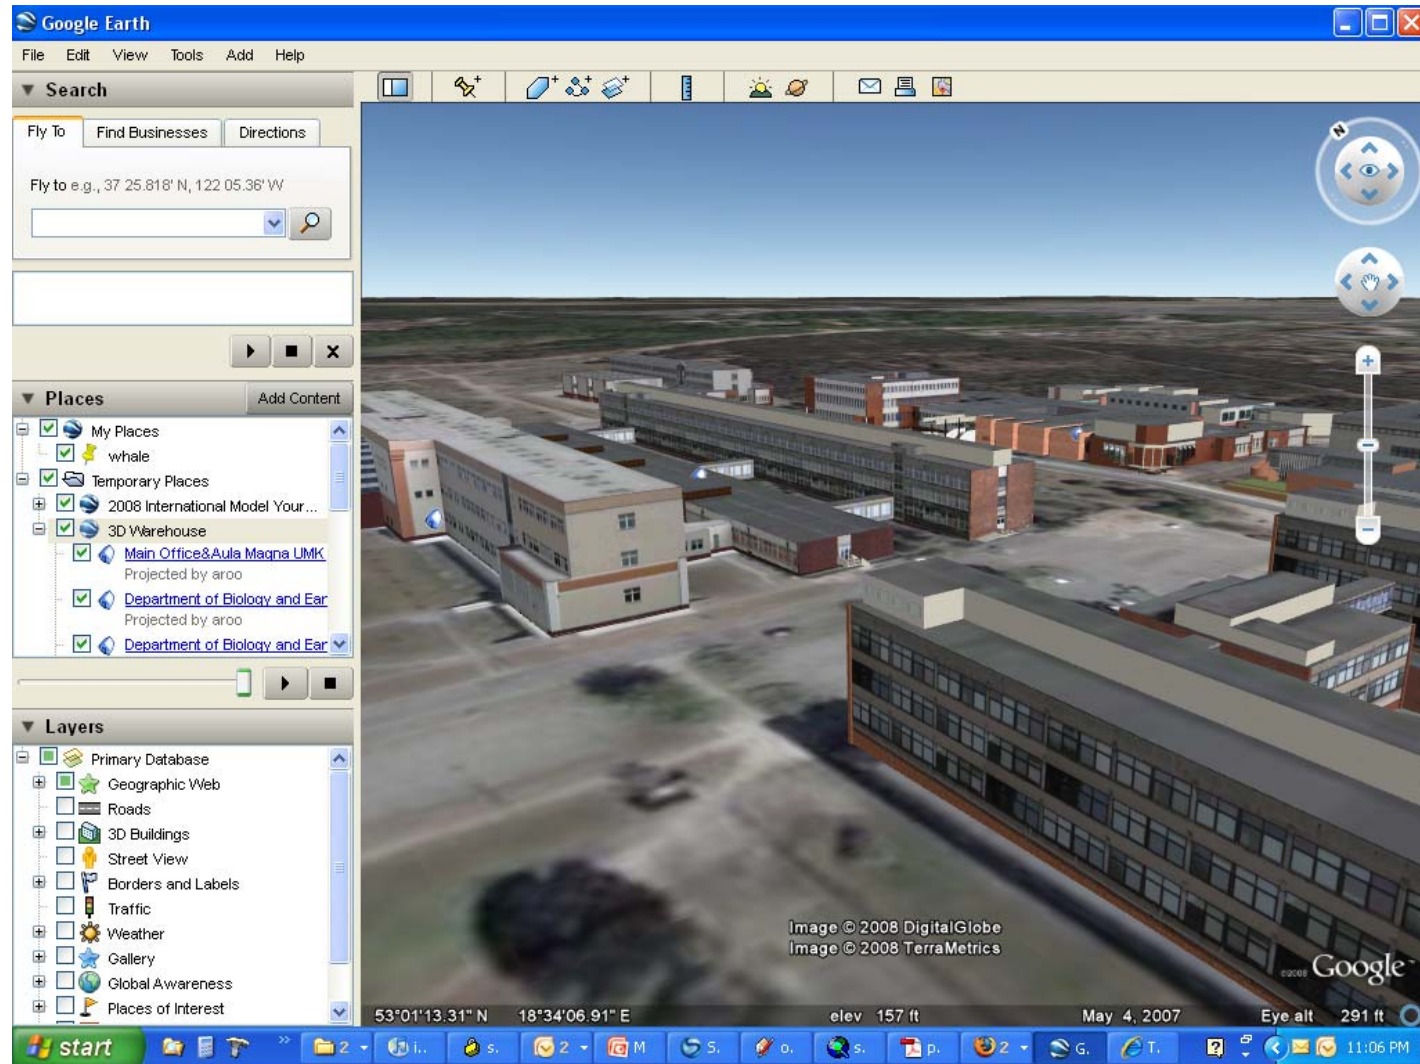 Google Earth
File Edit View Tools Add Help
Search
Fly To Find Businesses Directions
Fly to e.g., 37 25.818' N, 122 05.36' W
Places Add Content
My Places
whale
Temporary Places
2008 International Model Your...
3D Warehouse
Main Office&Aula Magna UMK
Projected by aroo
Department of Biology and Ear
Projected by aroo
Department of Biology and Ear
Layers
Primary Database
Geographic Web
Roads
3D Buildings
Street View
Borders and Labels
Traffic
Weather
Gallery
Global Awareness
Places of Interest
N
Image © 2008 DigitalGlobe
Image © 2008 TerraMetrics
©2008 Google
53°01'13.31" N 18°34'06.91" E elev 157 ft May 4, 2007 Eye alt 291 ft
start 2 i.. s. 2 M S. o. s. p. 2 G. T. 11:06 PM